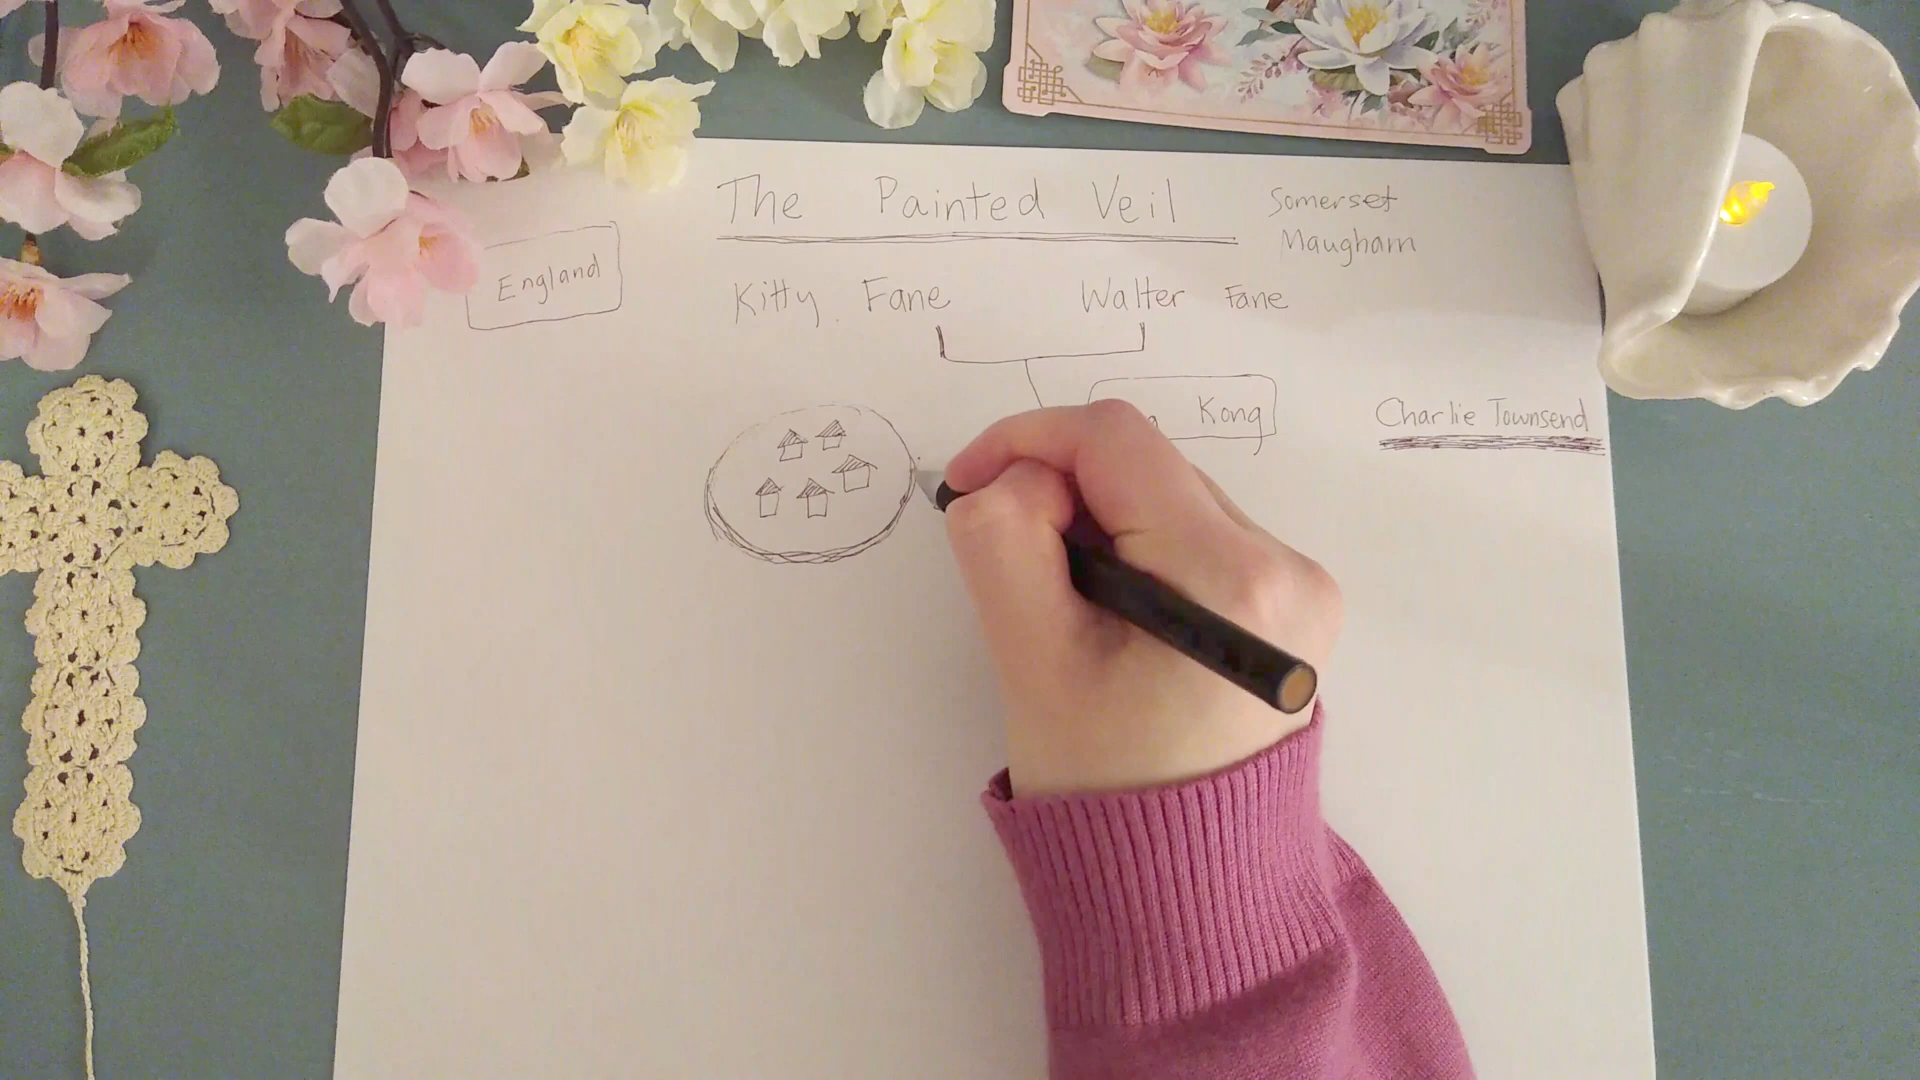 The Painted Veil
Somerset
Maugham
England
Kitty Fane
Walter Fane
Kong
Charlie Townsend